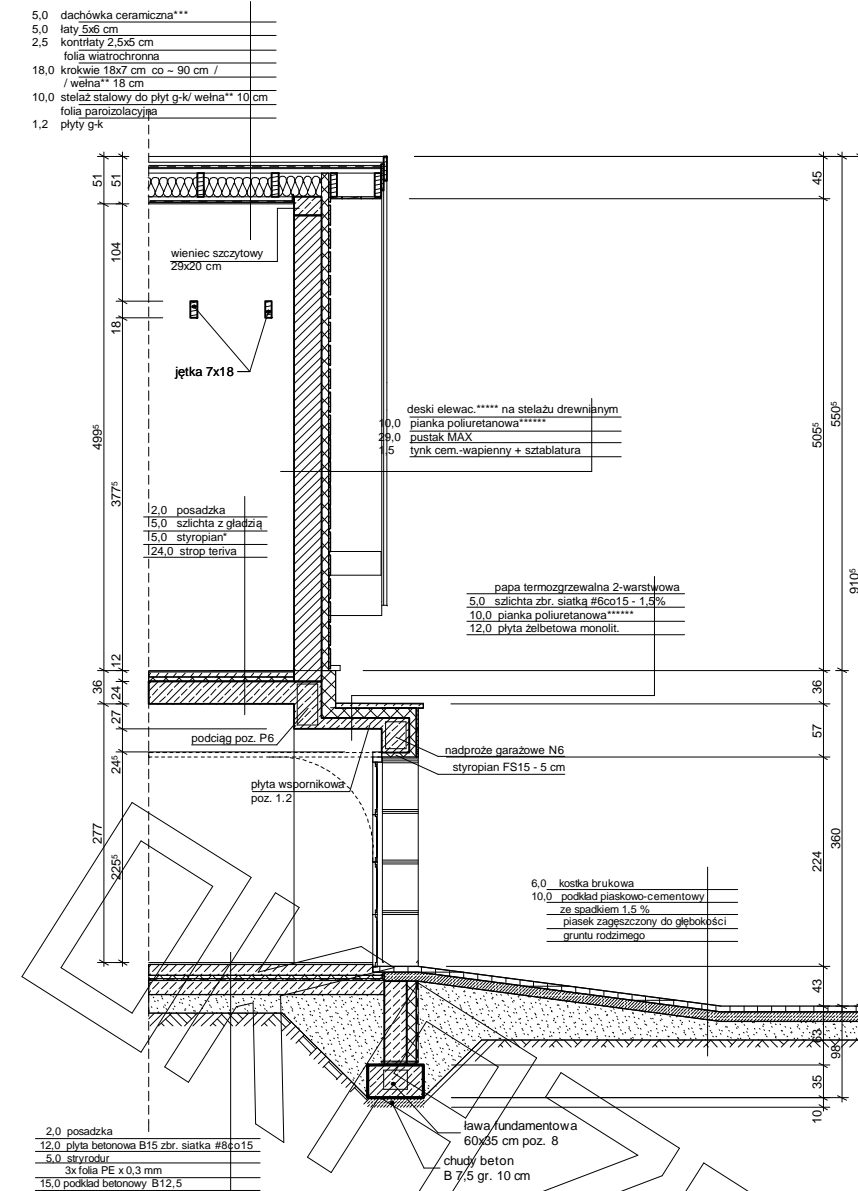 5,0 dachówka ceramiczna***
5,0 łaty 5x6 cm
2,5 kontrłaty 2,5x5 cm
folia wiatrochronna
18,0 krokwie 18x7 cm co ~ 90 cm /
/ wełna** 18 cm
10,0 stelaż stalowy do płyt g-k/ wełna** 10 cm
folia paroizolacyjna
1,2 płyty g-k
51
51
45
104
wieniec szczytowy
29x20 cm
18
jętka 7x18
499⁵
377⁵
deski elewac.***** na stelażu drewnianym
10,0 pianka poliuretanowa******
29,0 pustak MAX
1,5 tynk cem.-wapienny + sztablatura
505⁵
550⁵
910⁵
2,0 posadzka
5,0 szlichta z gładzią
5,0 styropian*
24,0 strop teriva
papa termozgrzewalna 2-warstwowa
5,0 szlichta zbr. siatką #6co15 - 1,5%
10,0 pianka poliuretanowa******
12,0 płyta żelbetowa monolit.
12
36
24
36
27
57
podciąg poz. P6
nadproże garażowe N6
styropian FS15 - 5 cm
24⁵
płyta wspornikowa
poz. 1.2
277
225⁵
224
360
6,0 kostka brukowa
10,0 podkład piaskowo-cementowy
ze spadkiem 1,5 %
piasek zagęszczony do głębokości
gruntu rodzimego
43
63
98
35
10
ława fundamentowa
60x35 cm poz. 8
chudy beton
B 7,5 gr. 10 cm
2,0 posadzka
12,0 płyta betonowa B15 zbr. siatka #8co15
5,0 styrodur
3x folia PE x 0,3 mm
15,0 podkład betonowy B12,5